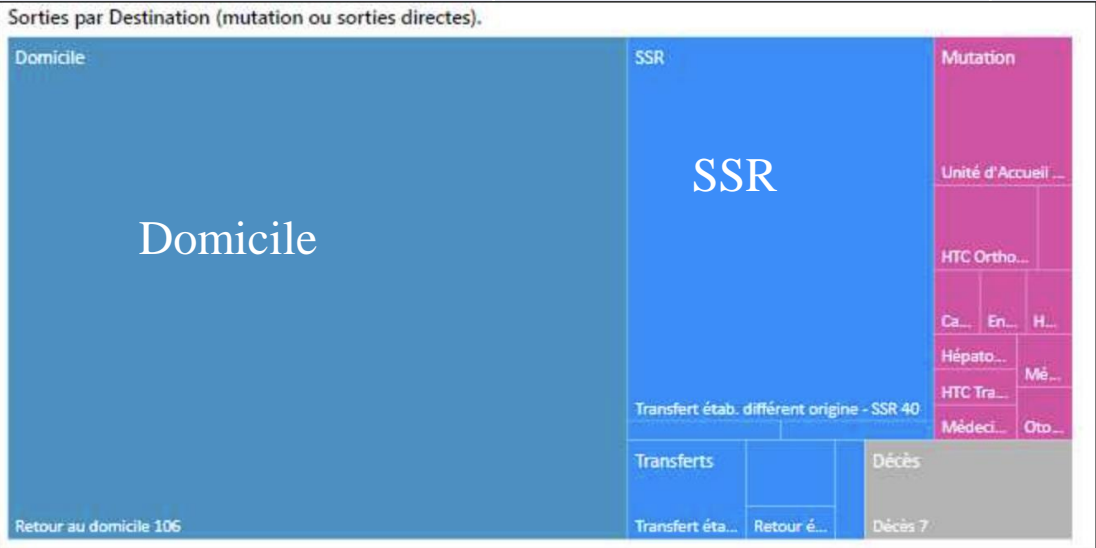 Sorties par Destination (mutation ou sorties directes).
Domicile
Domicile
Retour au domicile 106
SSR
SSR
Transfert étab. différent origine - SSR 40
Transferts
Transfert éta...
Retour é...
Mutation
Unité d'Accueil ...
HTC Ortho...
Ca...
En...
H...
Hépato...
Mé...
HTC Tra...
Médeci...
Oto...
Décès
Décès 7